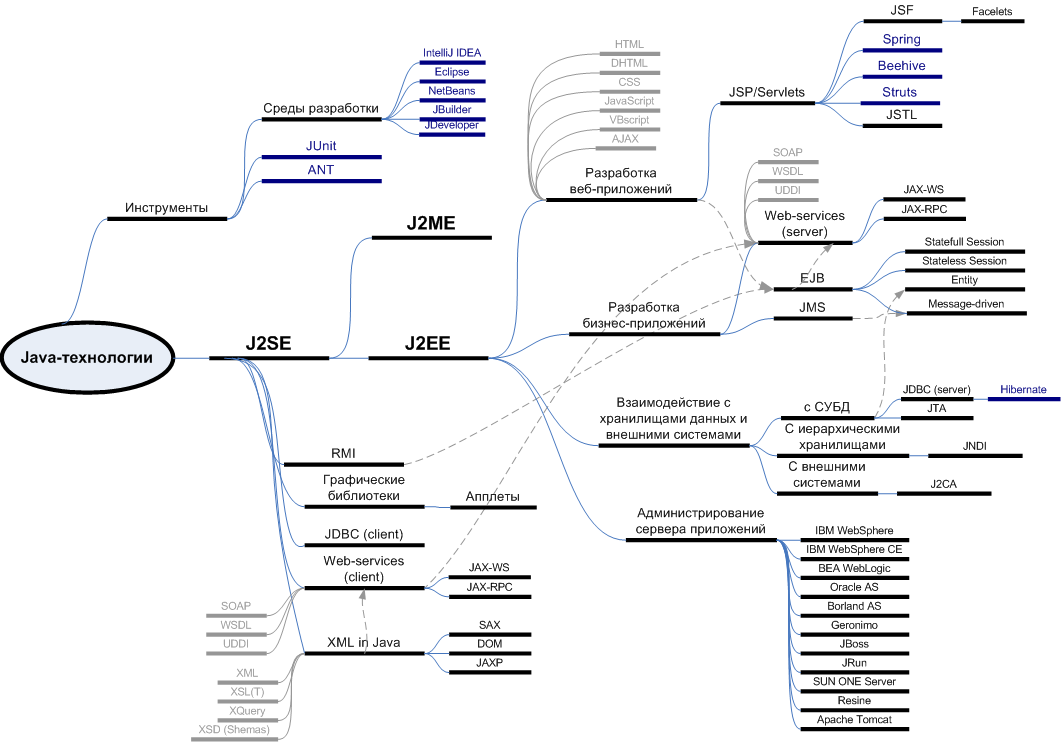 Java-технологии
Инструменты
Среды разработки
IntelliJ IDEA
Eclipse
NetBeans
JBuilder
JDeveloper
JUnit
ANT
J2SE
J2ME
J2EE
Разработка
веб-приложений
HTML
DHTML
CSS
JavaScript
VBscript
AJAX
JSP/Servlets
JSF
Facelets
Spring
Beehive
Struts
JSTL
Разработка
бизнес-приложений
Web-services
(server)
SOAP
WSDL
UDDI
JAX-WS
JAX-RPC
EJB
Statefull Session
Stateless Session
Entity
Message-driven
JMS
Взаимодействие с
хранилищами данных и
внешними системами
с СУБД
JDBC (server)
Hibernate
JTA
С иерархическими
хранилищами
JNDI
С внешними
системами
J2CA
Администрирование
сервера приложений
IBM WebSphere
IBM WebSphere CE
BEA WebLogic
Oracle AS
Borland AS
Geronimo
JBoss
JRun
SUN ONE Server
Resine
Apache Tomcat
RMI
Графические
библиотеки
Апплеты
JDBC (client)
Web-services
(client)
JAX-WS
JAX-RPC
SOAP
WSDL
UDDI
XML in Java
SAX
DOM
JAXP
XML
XSL(T)
XQuery
XSD (Shemas)